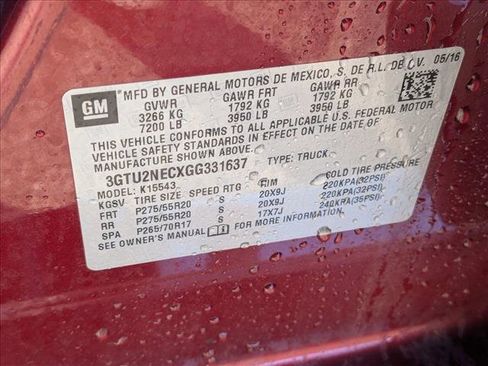 GM
MFD BY GENERAL MOTORS DE MEXICO, S. DE R.L. DE C.V. 05/16
GVWR GAWR FRT GAWR RR
3266 KG 1792 KG 1792 KG
7200 LB 3950 LB 3950 LB
THIS VEHICLE CONFORMS TO ALL APPLICABLE U.S. FEDERAL MOTOR
VEHICLE SAFETY STANDARDS IN EFFECT ON THE DATE OF
MANUFACTURE SHOWN ABOVE.
3GTU2NECXGG331637 TYPE: TRUCK
MODEL: K15543
KGSV TIRE SIZE SPEED RTG RIM COLD TIRE PRESSURE
FRT P275/55R20 S 20X9J 220KPA(32PSI)
RR P275/55R20 S 20X9J 220KPA(32PSI)
SPA P265/70R17 S 17X7J 240KPA(35PSI)
SEE OWNER'S MANUAL FOR MORE INFORMATION.